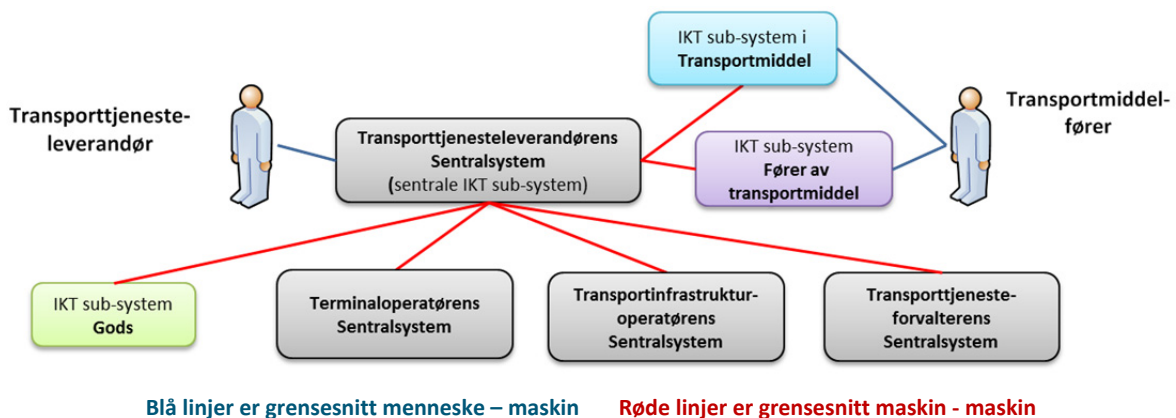 IKT sub-system i
Transportmiddel
Transporttjeneste-
leverandør
Transportmiddel-
fører
Transporttjenesteleverandørens
Sentralsystem
(sentrale IKT sub-system)
IKT sub-system
Fører av
transportmiddel
IKT sub-system
Gods
Terminaloperatørens
Sentralsystem
Transportinfrastruktur-
operatørens
Sentralsystem
Transporttjeneste-
forvalterens
Sentralsystem
Blå linjer er grensesnitt menneske – maskin Røde linjer er grensesnitt maskin - maskin